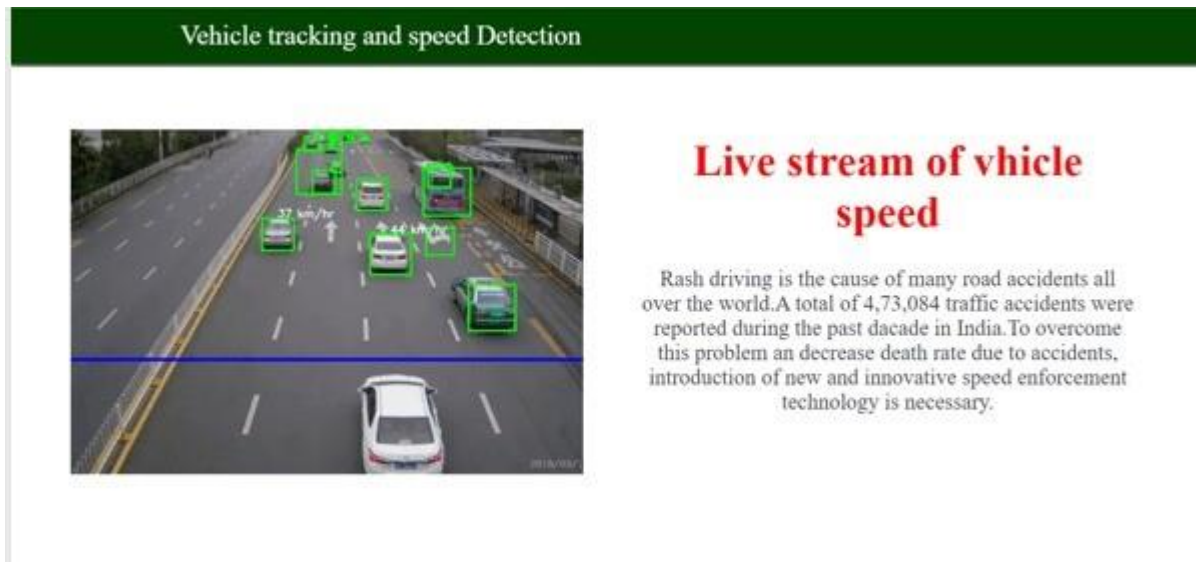 Vehicle tracking and speed Detection
37 km/hr
44 km/hr
Live stream of vhicle
speed
Rash driving is the cause of many road accidents all
over the world.A total of 4,73,084 traffic accidents were
reported during the past dacade in India.To overcome
this problem an decrease death rate due to accidents,
introduction of new and innovative speed enforcement
technology is necessary.